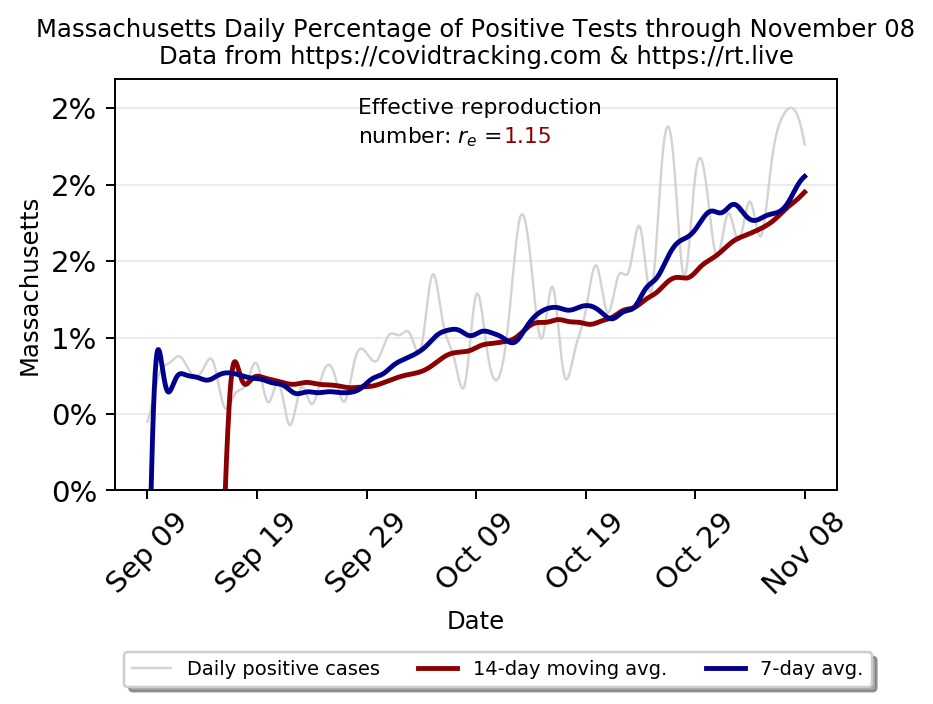 Massachusetts Daily Percentage of Positive Tests through November 08
Data from https://covidtracking.com & https://rt.live
Effective reproduction
number: rₑ =1.15
2%
2%
2%
1%
0%
0%
Massachusetts
Sep 09
Sep 19
Sep 29
Oct 09
Oct 19
Oct 29
Nov 08
Date
Daily positive cases
14-day moving avg.
7-day avg.